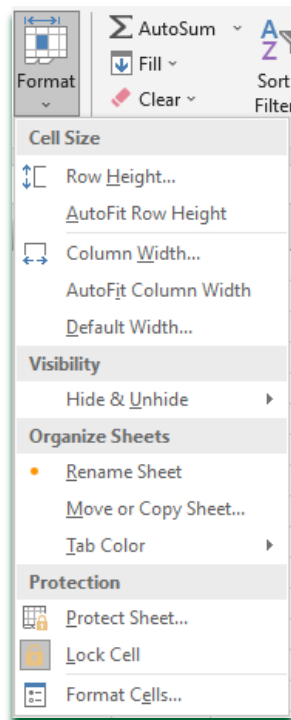 AutoSum
Fill
Clear
Format
Sort
Filter
Cell Size
Row Height...
AutoFit Row Height
Column Width...
AutoFit Column Width
Default Width...
Visibility
Hide & Unhide
Organize Sheets
Rename Sheet
Move or Copy Sheet...
Tab Color
Protection
Protect Sheet...
Lock Cell
Format Cells...